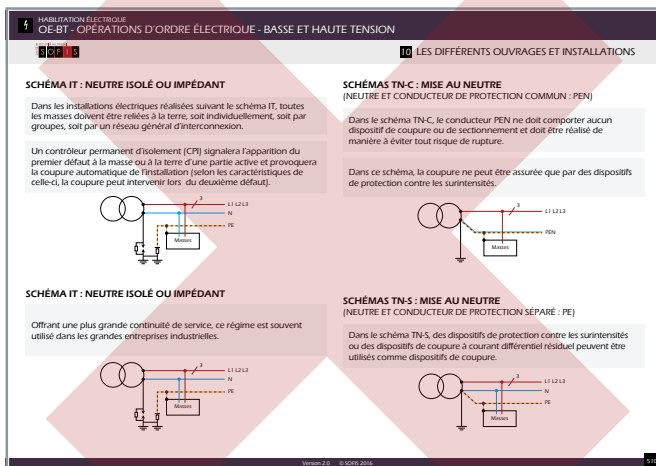 HABILITATION ÉLECTRIQUE
OE-BT - OPÉRATIONS D'ORDRE ÉLECTRIQUE - BASSE ET HAUTE TENSION
SOFIS
10 LES DIFFÉRENTS OUVRAGES ET INSTALLATIONS
SCHÉMA IT : NEUTRE ISOLÉ OU IMPÉDANT
Dans les installations électriques réalisées suivant le schéma IT, toutes
les masses doivent être reliées à la terre, soit individuellement, soit par
groupes, soit par un réseau général d'interconnexion.
Un contrôleur permanent d'isolement (CPI) signalera l'apparition du
premier défaut à la masse ou à la terre d'une partie active et provoquera
la coupure automatique de l'installation (selon les caractéristiques de
celle-ci, la coupure peut intervenir lors du deuxième défaut).
3
L1 L2 L3
N
PE
Masses
SCHÉMA IT : NEUTRE ISOLÉ OU IMPÉDANT
Offrant une plus grande continuité de service, ce régime est souvent
utilisé dans les grandes entreprises industrielles.
3
L1 L2 L3
N
PE
Masses
SCHÉMAS TN-C : MISE AU NEUTRE
(NEUTRE ET CONDUCTEUR DE PROTECTION COMMUN : PEN)
Dans le schéma TN-C, le conducteur PEN ne doit comporter aucun
dispositif de coupure ou de sectionnement et doit être réalisé de
manière à éviter tout risque de rupture.
Dans ce schéma, la coupure ne peut être assurée que par des dispositifs
de protection contre les surintensités.
3
L1 L2 L3
PEN
Masses
SCHÉMAS TN-S : MISE AU NEUTRE
(NEUTRE ET CONDUCTEUR DE PROTECTION SÉPARÉ : PE)
Dans le schéma TN-S, des dispositifs de protection contre les surintensités
ou des dispositifs de coupure à courant différentiel résiduel peuvent être
utilisés comme dispositifs de coupure.
3
L1 L2 L3
N
PE
Masses
Version 2.0 © SOFIS 2016